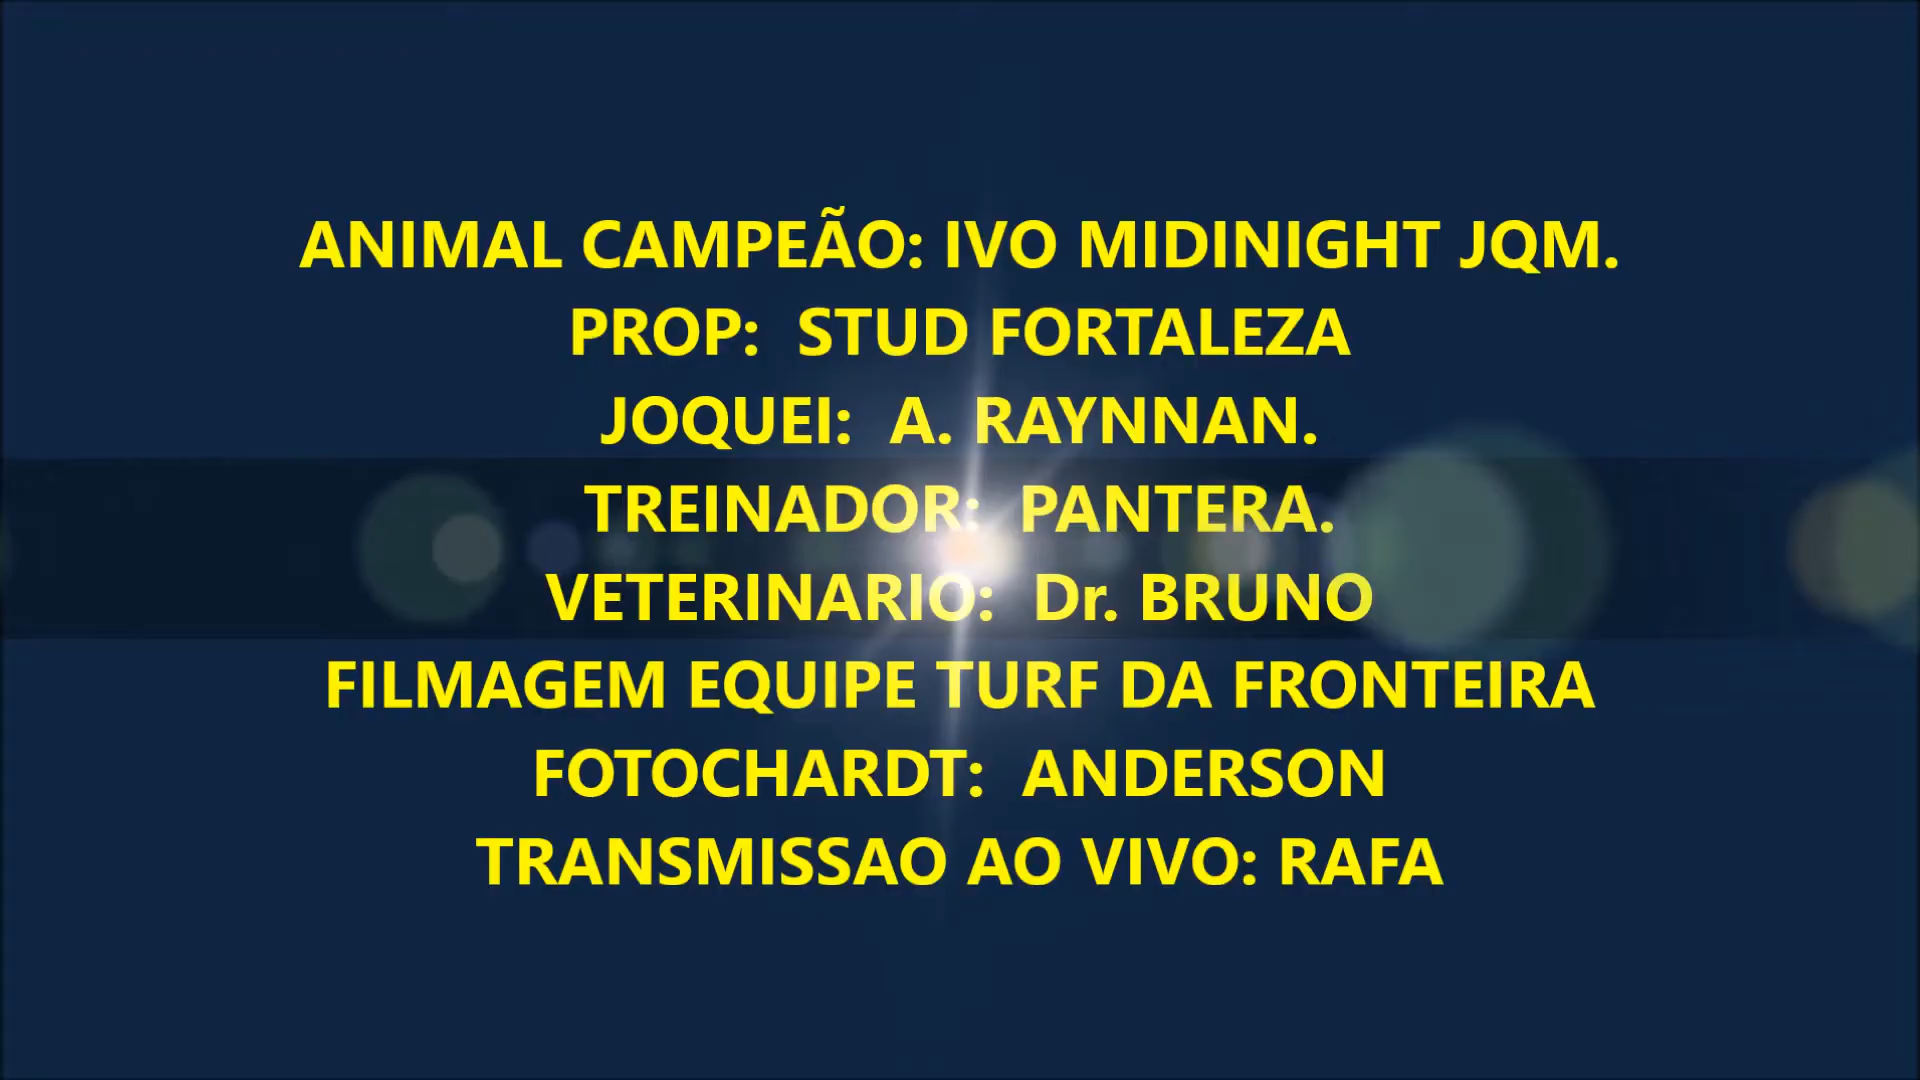 ANIMAL CAMPEÃO: IVO MIDINIGHT JQM.
PROP:  STUD FORTALEZA
JOQUEI:  A. RAYNNAN.
TREINADOR:  PANTERA.
VETERINARIO:  Dr. BRUNO
FILMAGEM EQUIPE TURF DA FRONTEIRA
FOTOCHARDT:  ANDERSON
TRANSMISSAO AO VIVO: RAFA